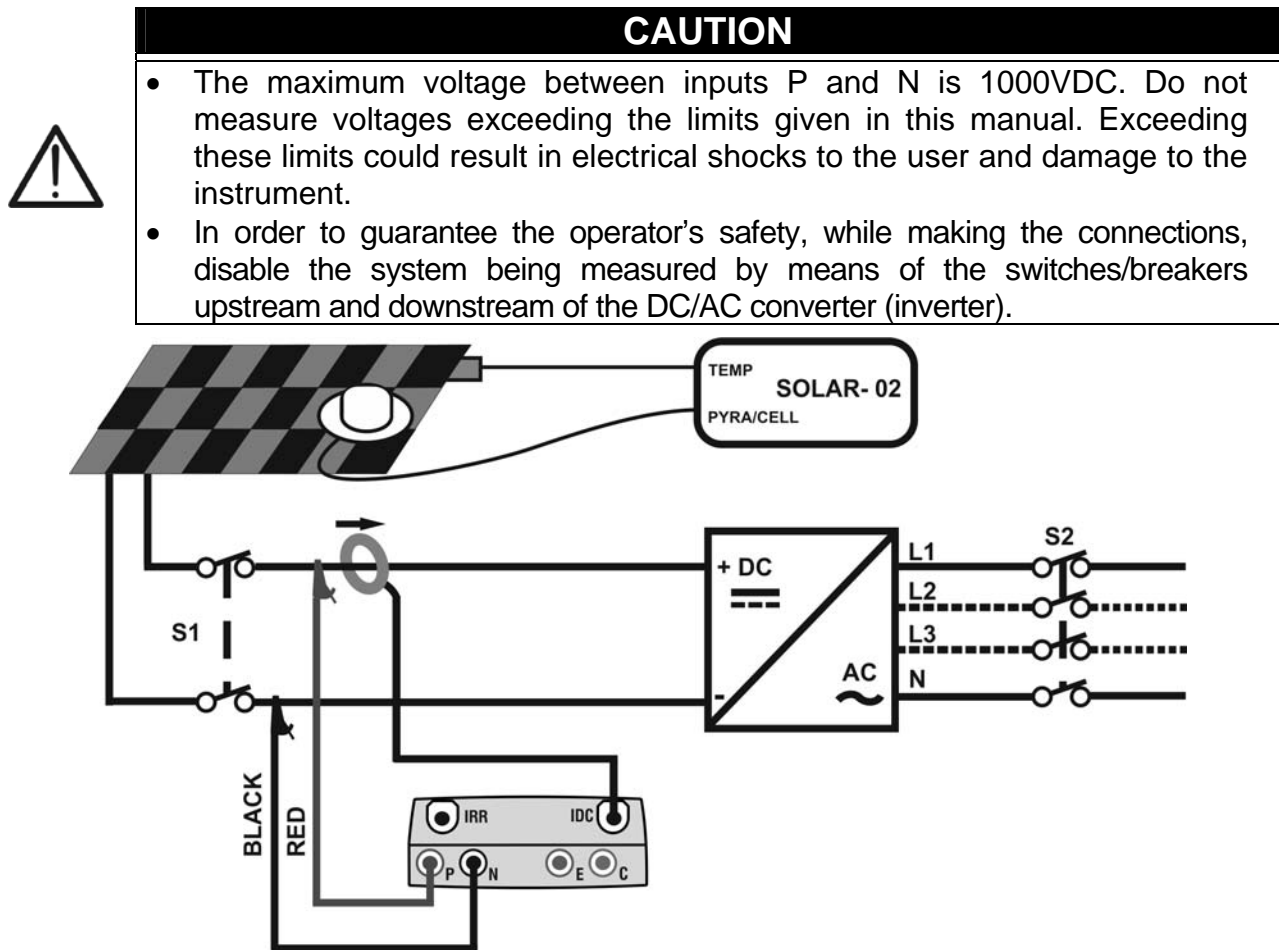 CAUTION
• The maximum voltage between inputs P and N is 1000VDC. Do not
measure voltages exceeding the limits given in this manual. Exceeding
these limits could result in electrical shocks to the user and damage to the
instrument.
• In order to guarantee the operator's safety, while making the connections,
disable the system being measured by means of the switches/breakers
upstream and downstream of the DC/AC converter (inverter).
TEMP
SOLAR- 02
PYRA/CELL
S1
+ DC
-
AC
L1
L2
L3
N
S2
BLACK
RED
IRR
IDC
P
N
E
C